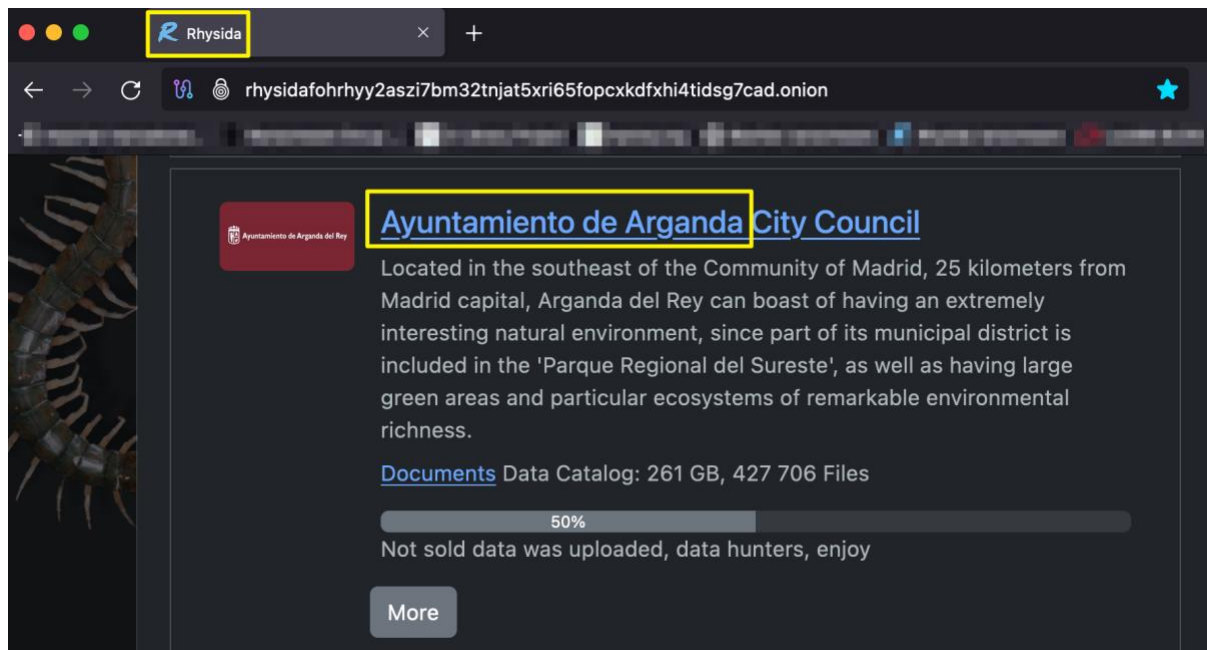 Rhysida
rhysidafohrhyy2aszi7bm32tnjat5xri65fopcxkdfxhi4tidsg7cad.onion
Ayuntamiento de Arganda del Rey
Ayuntamiento de Arganda City Council
Located in the southeast of the Community of Madrid, 25 kilometers from
Madrid capital, Arganda del Rey can boast of having an extremely
interesting natural environment, since part of its municipal district is
included in the 'Parque Regional del Sureste', as well as having large
green areas and particular ecosystems of remarkable environmental
richness.
Documents Data Catalog: 261 GB, 427 706 Files
50%
Not sold data was uploaded, data hunters, enjoy
More